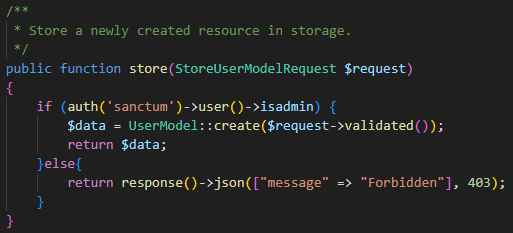 /**
 * Store a newly created resource in storage.
 */
public function store(StoreUserModelRequest $request)
{
    if (auth('sanctum')->user()->isadmin) {
        $data = UserModel::create($request->validated());
        return $data;
    }else{
        return response()->json(["message" => "Forbidden"], 403);
    }
}